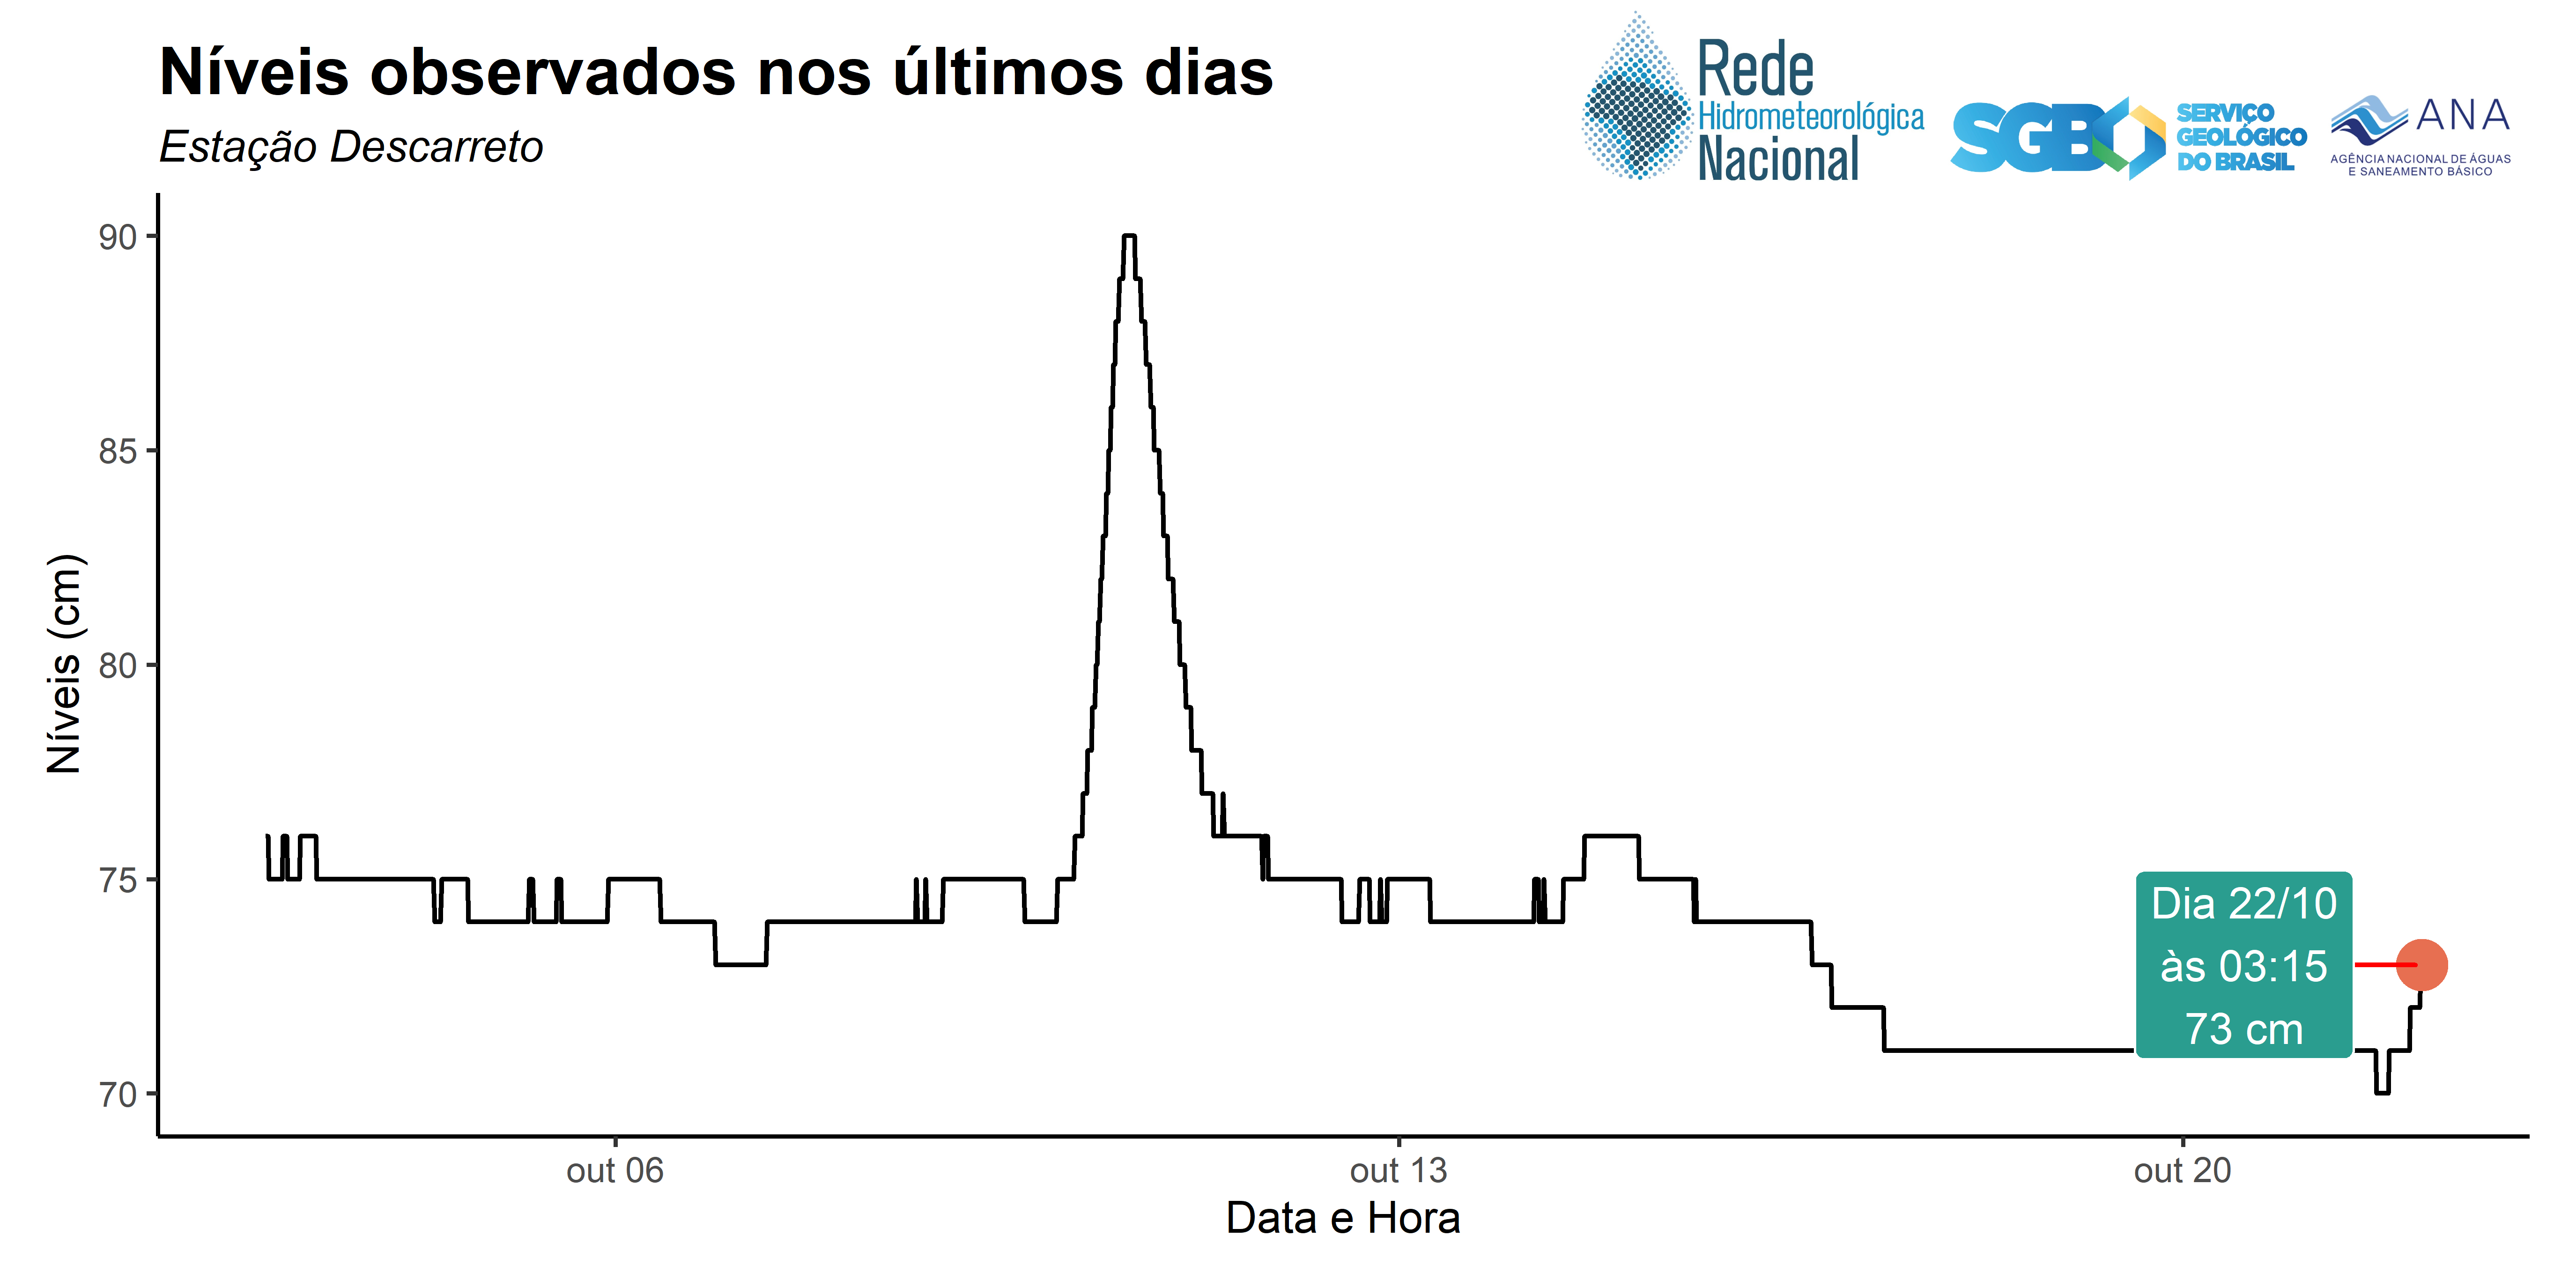 Níveis observados nos últimos dias
Estação Descarreto
Rede
Hidrometeorológica
Nacional
SGB
SERVIÇO
GEOLÓGICO
DO BRASIL
ANA
AGÊNCIA NACIONAL DE ÁGUAS
E SANEAMENTO BÁSICO
Níveis (cm)
90
85
80
75
70
Dia 22/10
às 03:15
73 cm
out 06
out 13
out 20
Data e Hora